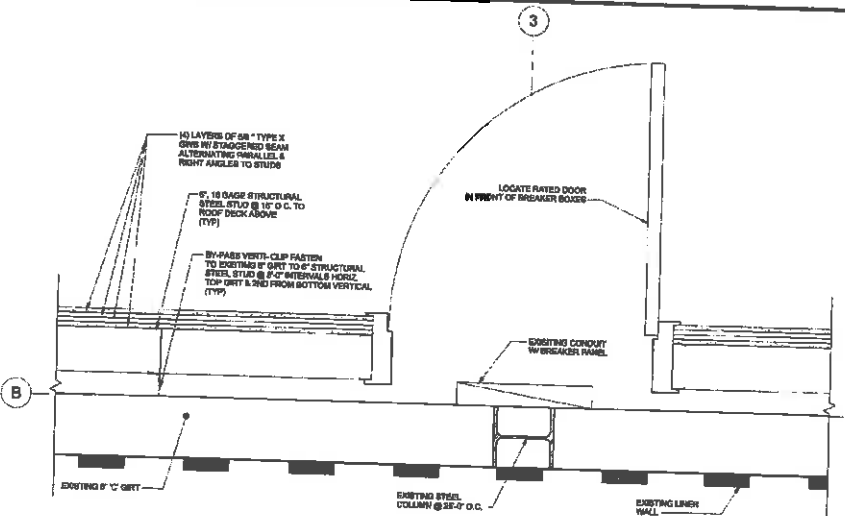 3
(4) LAYERS OF 5/8" TYPE X
GWB W/ STAGGERED SEAM
ALTERNATING PARALLEL &
RIGHT ANGLES TO STUDS
6", 18 GAGE STRUCTURAL
STEEL STUD @ 16" O.C. TO
ROOF DECK ABOVE
(TYP)
LOCATE RATED DOOR
IN FRONT OF BREAKER BOXES
BY-PASS VERTI-CLIP FASTEN
TO EXISTING 8" GIRT TO 6" STRUCTURAL
STEEL STUD @ 5'-0" INTERVALS HORIZ.
TOP GIRT & 2ND FROM BOTTOM VERTICAL
(TYP)
EXISITING CONDUIT
W/ BREAKER PANEL
B
EXISTING 8" "C" GIRT
EXISTING STEEL
COLUMN @ 25'-0" O.C.
EXISTING LINER
WALL